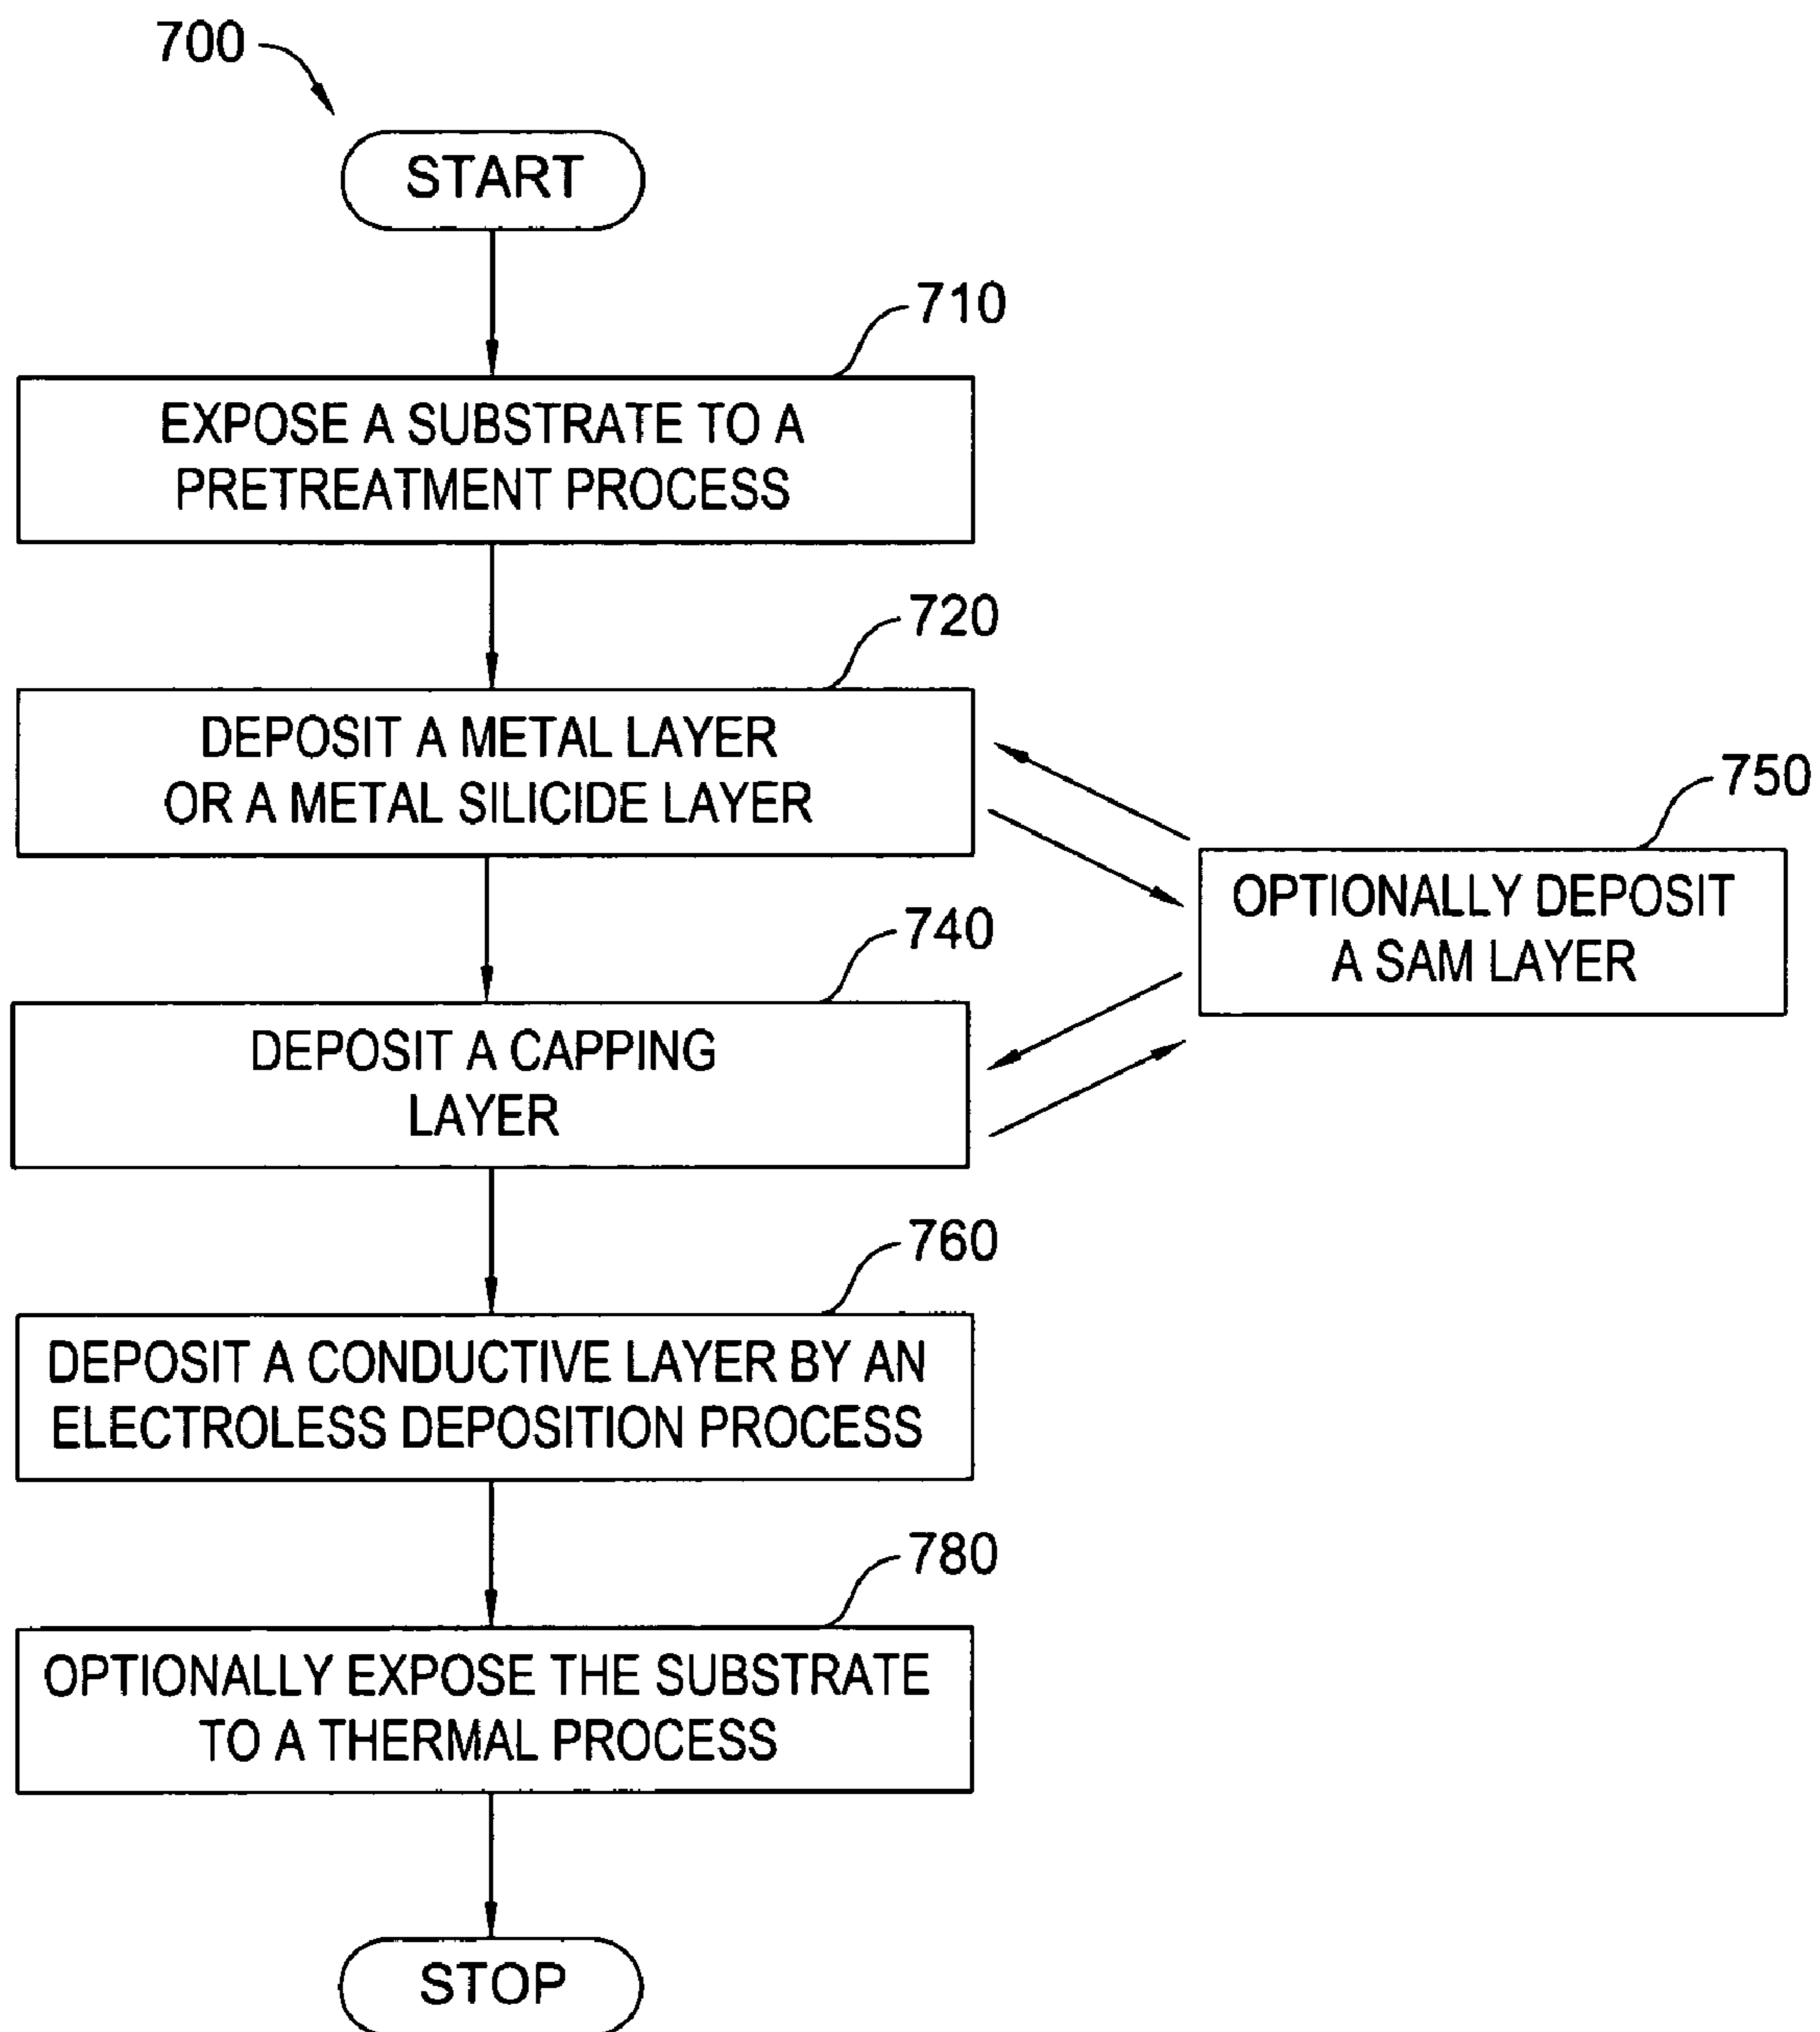 700
START
710
EXPOSE A SUBSTRATE TO A
PRETREATMENT PROCESS
720
DEPOSIT A METAL LAYER
OR A METAL SILICIDE LAYER
750
OPTIONALLY DEPOSIT
A SAM LAYER
740
DEPOSIT A CAPPING
LAYER
760
DEPOSIT A CONDUCTIVE LAYER BY AN
ELECTROLESS DEPOSITION PROCESS
780
OPTIONALLY EXPOSE THE SUBSTRATE
TO A THERMAL PROCESS
STOP